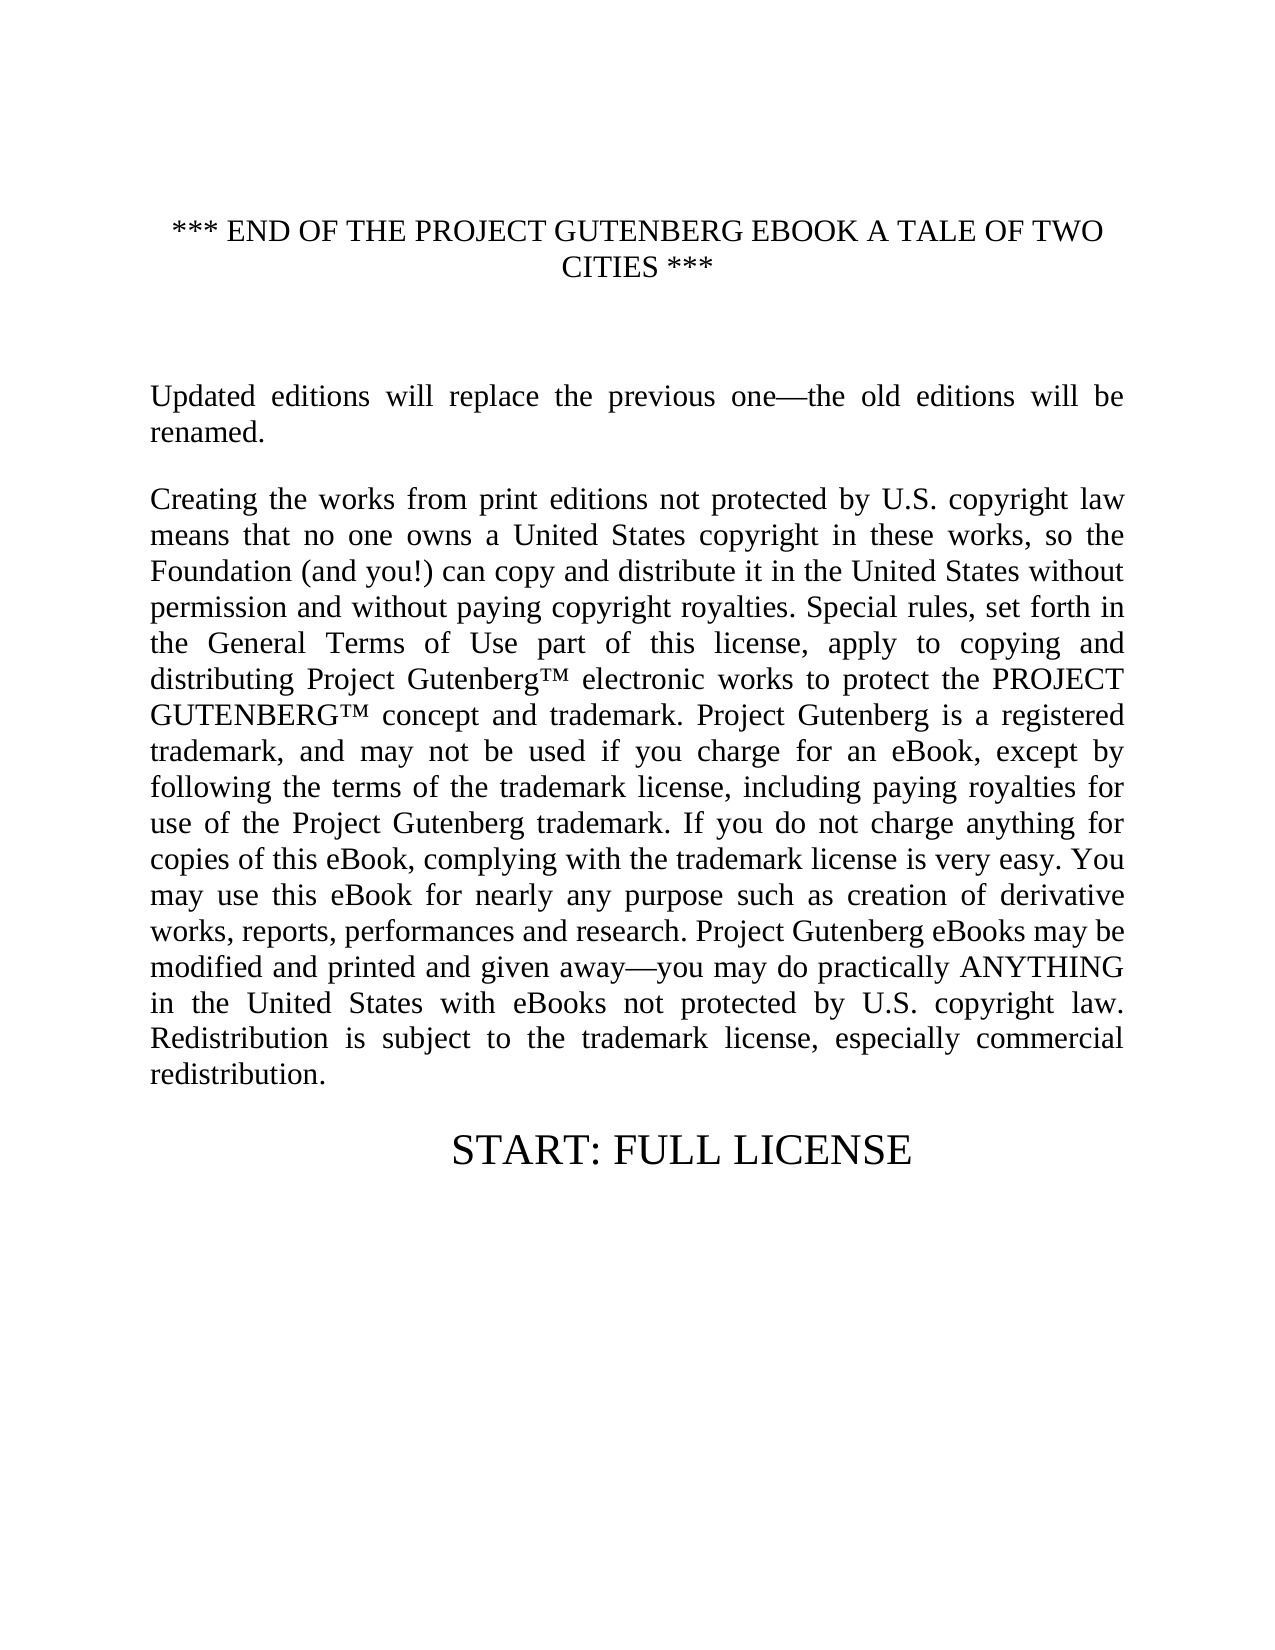 *** END OF THE PROJECT GUTENBERG EBOOK A TALE OF TWO
CITIES ***
Updated editions will replace the previous one—the old editions will be
renamed.
Creating the works from print editions not protected by U.S. copyright law
means that no one owns a United States copyright in these works, so the
Foundation (and you!) can copy and distribute it in the United States without
permission and without paying copyright royalties. Special rules, set forth in
the General Terms of Use part of this license, apply to copying and
distributing Project Gutenberg™ electronic works to protect the PROJECT
GUTENBERG™ concept and trademark. Project Gutenberg is a registered
trademark, and may not be used if you charge for an eBook, except by
following the terms of the trademark license, including paying royalties for
use of the Project Gutenberg trademark. If you do not charge anything for
copies of this eBook, complying with the trademark license is very easy. You
may use this eBook for nearly any purpose such as creation of derivative
works, reports, performances and research. Project Gutenberg eBooks may be
modified and printed and given away—you may do practically ANYTHING
in the United States with eBooks not protected by U.S. copyright law.
Redistribution is subject to the trademark license, especially commercial
redistribution.
START: FULL LICENSE